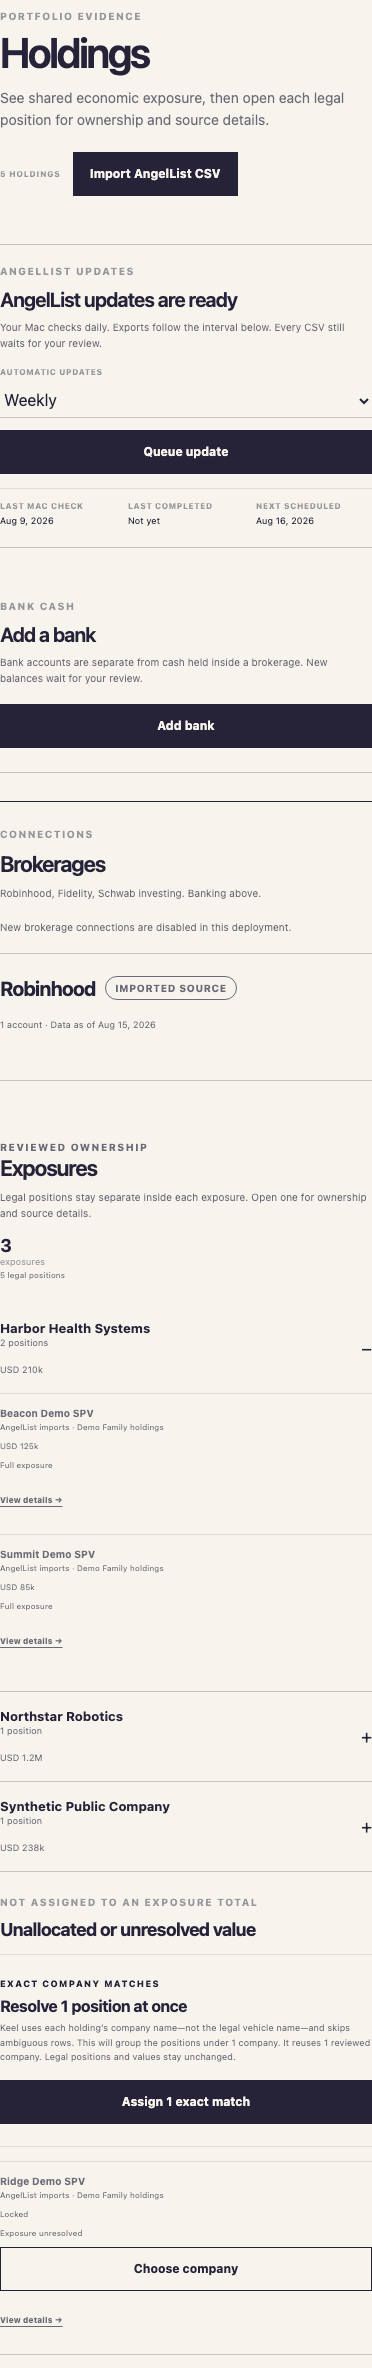 PORTFOLIO EVIDENCE
Holdings
See shared economic exposure, then open each legal
position for ownership and source details.
5 HOLDINGS
Import AngelList CSV
ANGELLIST UPDATES
AngelList updates are ready
Your Mac checks daily. Exports follow the interval below. Every CSV still
waits for your review.
AUTOMATIC UPDATES
Weekly
Queue update
LAST MAC CHECK
Aug 9, 2026
LAST COMPLETED
Not yet
NEXT SCHEDULED
Aug 16, 2026
BANK CASH
Add a bank
Bank accounts are separate from cash held inside a brokerage. New
balances wait for your review.
Add bank
CONNECTIONS
Brokerages
Robinhood, Fidelity, Schwab investing. Banking above.
New brokerage connections are disabled in this deployment.
Robinhood
IMPORTED SOURCE
1 account · Data as of Aug 15, 2026
REVIEWED OWNERSHIP
Exposures
Legal positions stay separate inside each exposure. Open one for ownership
and source details.
3
exposures
5 legal positions
Harbor Health Systems
2 positions
−
USD 210k
Beacon Demo SPV
AngelList imports · Demo Family holdings
USD 125k
Full exposure
View details →
Summit Demo SPV
AngelList imports · Demo Family holdings
USD 85k
Full exposure
View details →
Northstar Robotics
1 position
+
USD 1.2M
Synthetic Public Company
1 position
+
USD 238k
NOT ASSIGNED TO AN EXPOSURE TOTAL
Unallocated or unresolved value
EXACT COMPANY MATCHES
Resolve 1 position at once
Keel uses each holding's company name—not the legal vehicle name—and skips
ambiguous rows. This will group the positions under 1 company. It reuses 1 reviewed
company. Legal positions and values stay unchanged.
Assign 1 exact match
Ridge Demo SPV
AngelList imports · Demo Family holdings
Locked
Exposure unresolved
Choose company
View details →